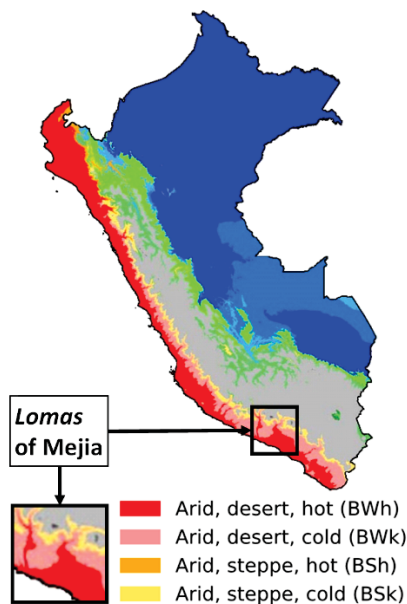 Lomas
of Mejia
Arid, desert, hot (BWh)
Arid, desert, cold (BWk)
Arid, steppe, hot (BSh)
Arid, steppe, cold (BSk)